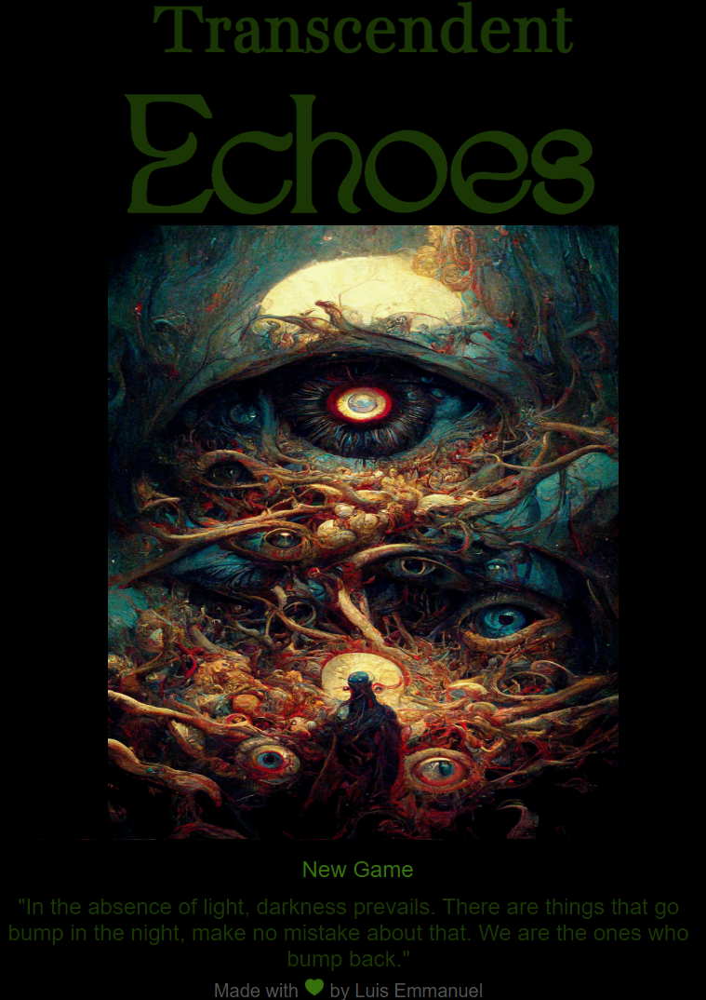 Transcendent
Echoes
New Game
"In the absence of light, darkness prevails. There are things that go
bump in the night, make no mistake about that. We are the ones who
bump back."
Made with 💚 by Luis Emmanuel